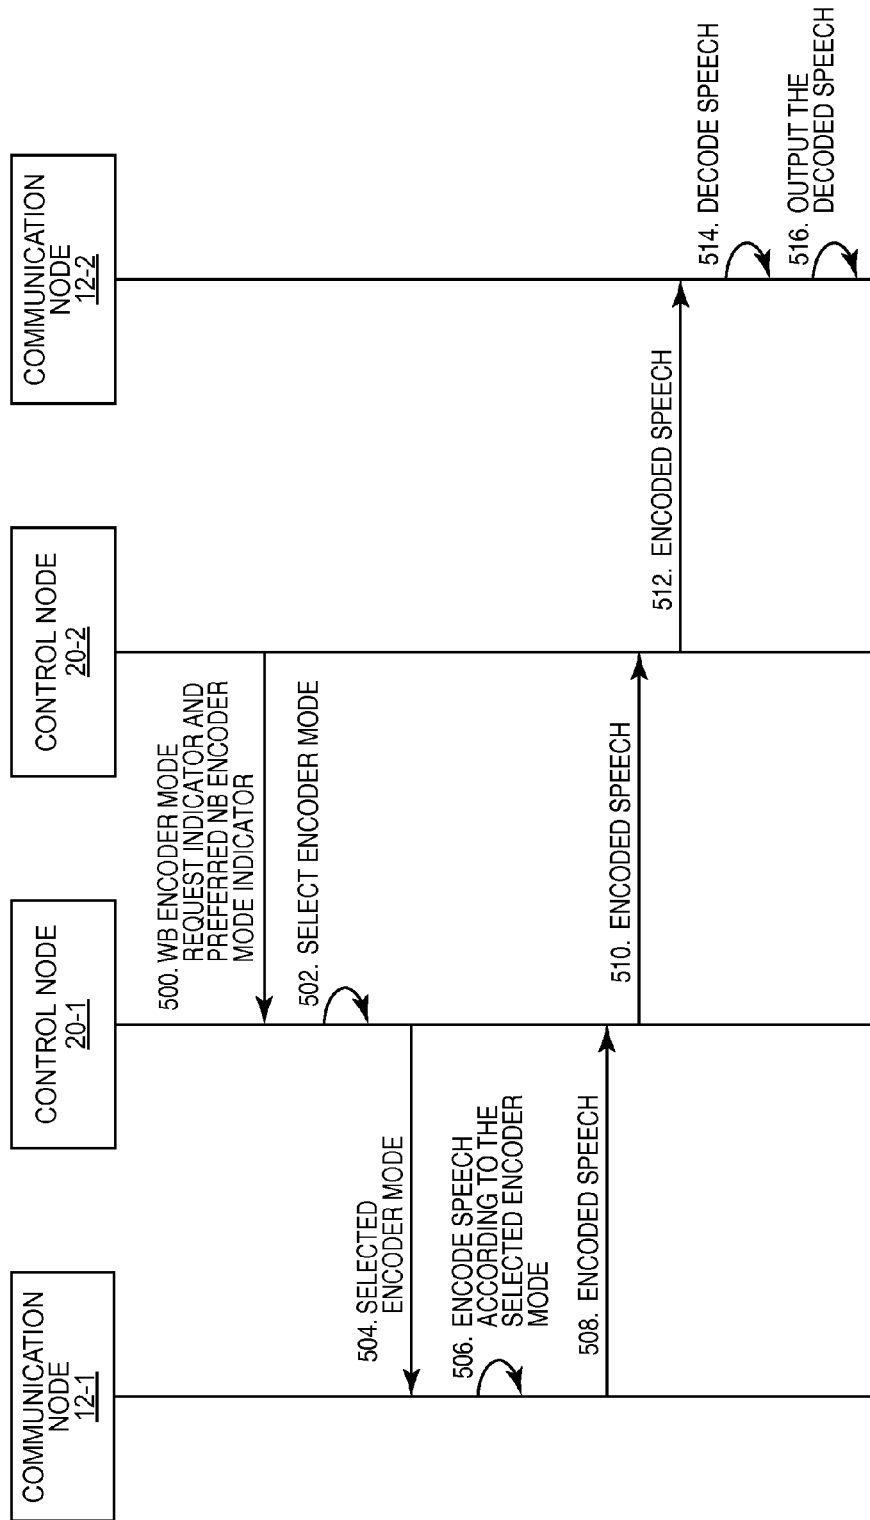 COMMUNICATION
NODE
12-1
CONTROL NODE
20-1
CONTROL NODE
20-2
COMMUNICATION
NODE
12-2
500. WB ENCODER MODE
REQUEST INDICATOR AND
PREFERRED NB ENCODER
MODE INDICATOR
502. SELECT ENCODER MODE
504. SELECTED
ENCODER MODE
506. ENCODE SPEECH
ACCORDING TO THE
SELECTED ENCODER
MODE
508. ENCODED SPEECH
510. ENCODED SPEECH
512. ENCODED SPEECH
514. DECODE SPEECH
516. OUTPUT THE
DECODED SPEECH